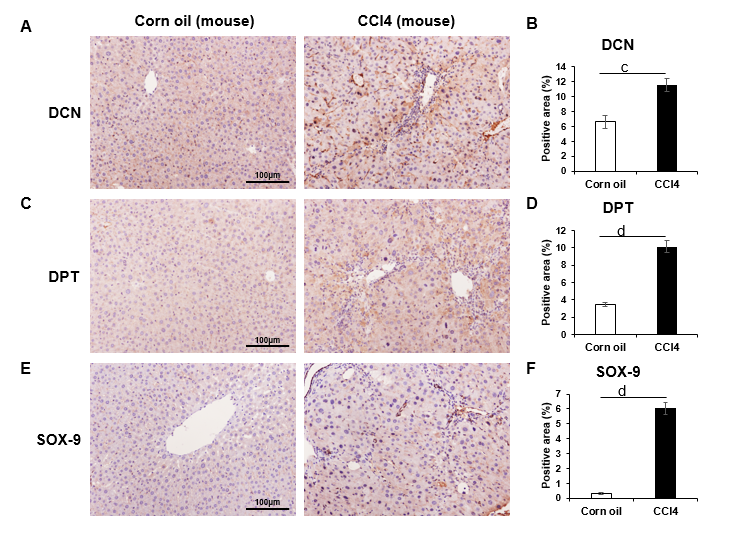 A
Corn oil (mouse)
CCl4 (mouse)
B
DCN
DCN
100μm
Positive area (%)
14
12
10
8
6
4
2
0
c
Corn oil
CCl4
C
DPT
100μm
D
DPT
Positive area (%)
12
10
8
6
4
2
0
d
Corn oil
CCl4
E
SOX-9
100μm
F
SOX-9
Positive area (%)
7
6
5
4
3
2
1
0
d
Corn oil
CCl4